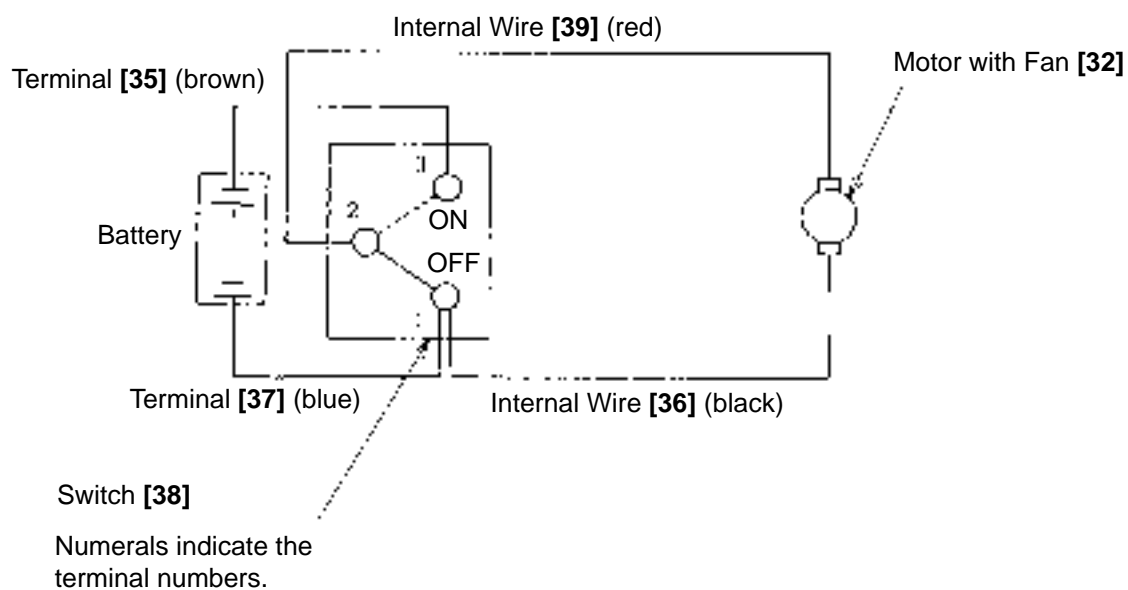 Internal Wire [39] (red)
Motor with Fan [32]
Terminal [35] (brown)
2
ON
Battery
OFF
Terminal [37] (blue)
Internal Wire [36] (black)
Switch [38]
Numerals indicate the
terminal numbers.